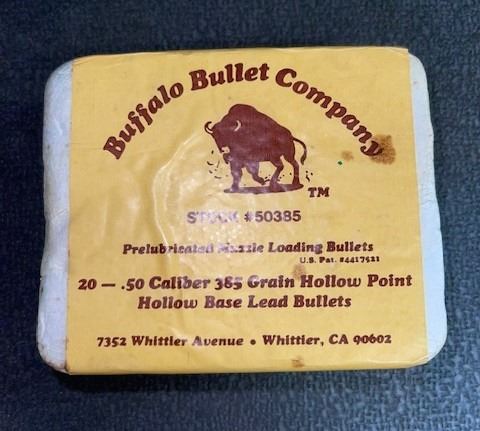 Buffalo Bullet Company
TM
STOCK #50385
Prelubricated Muzzle Loading Bullets
U.S. Pat. #4417521
20 — .50 Caliber 385 Grain Hollow Point
Hollow Base Lead Bullets
7352 Whittier Avenue • Whittier, CA 90602